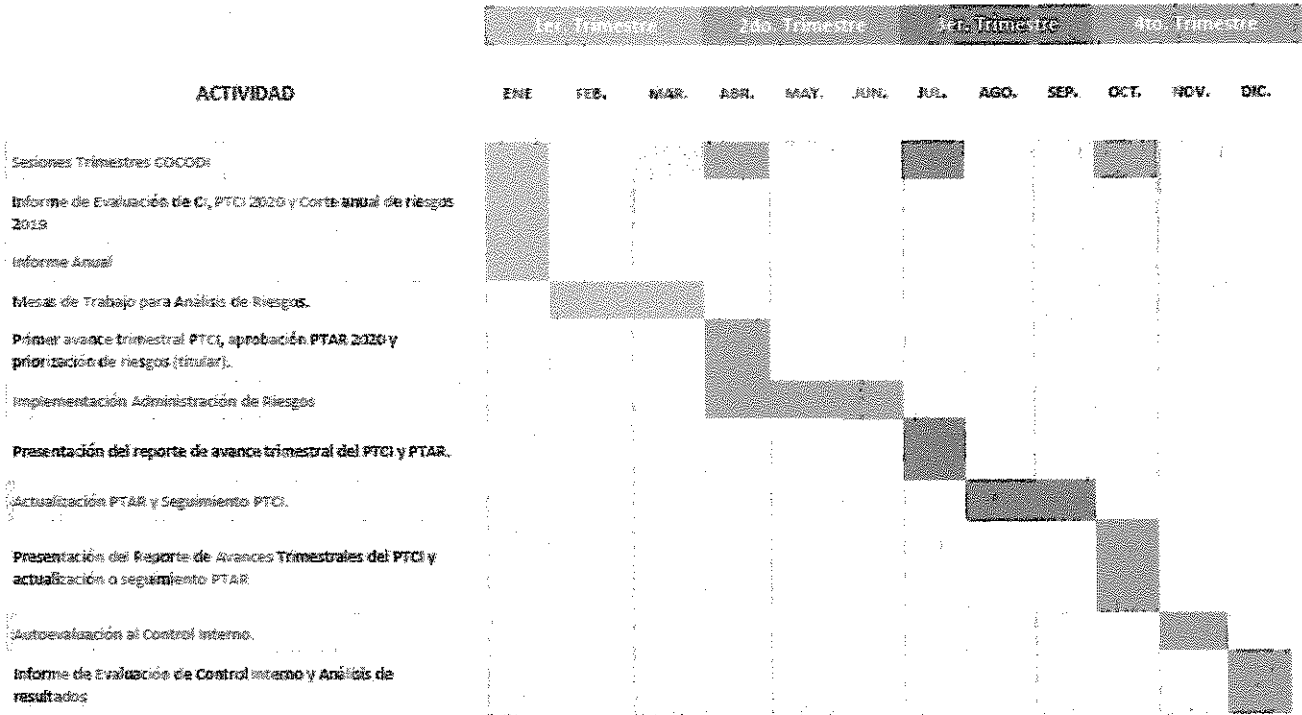 1er. Trimestre 2do. Trimestre 3er. Trimestre 4to. Trimestre
ACTIVIDAD ENE FEB. MAR. ABR. MAY. JUN. JUL. AGO. SEP. OCT. NOV. DIC.
Sesiones Trimestres COCODI
Informe de Evaluación de CI, PTCI 2020 y Corte anual de riesgos
2019
Informe Anual
Mesas de Trabajo para Análisis de Riesgos.
Primer avance trimestral PTCI, aprobación PTAR 2020 y
priorización de riesgos (titular).
Implementación Administración de Riesgos
Presentación del reporte de avance trimestral del PTCI y PTAR.
Actualización PTAR y Seguimiento PTCI.
Presentación del Reporte de Avances Trimestrales del PTCI y
actualización o seguimiento PTAR
Autoevaluación al Control Interno.
Informe de Evaluación de Control Interno y Análisis de
resultados